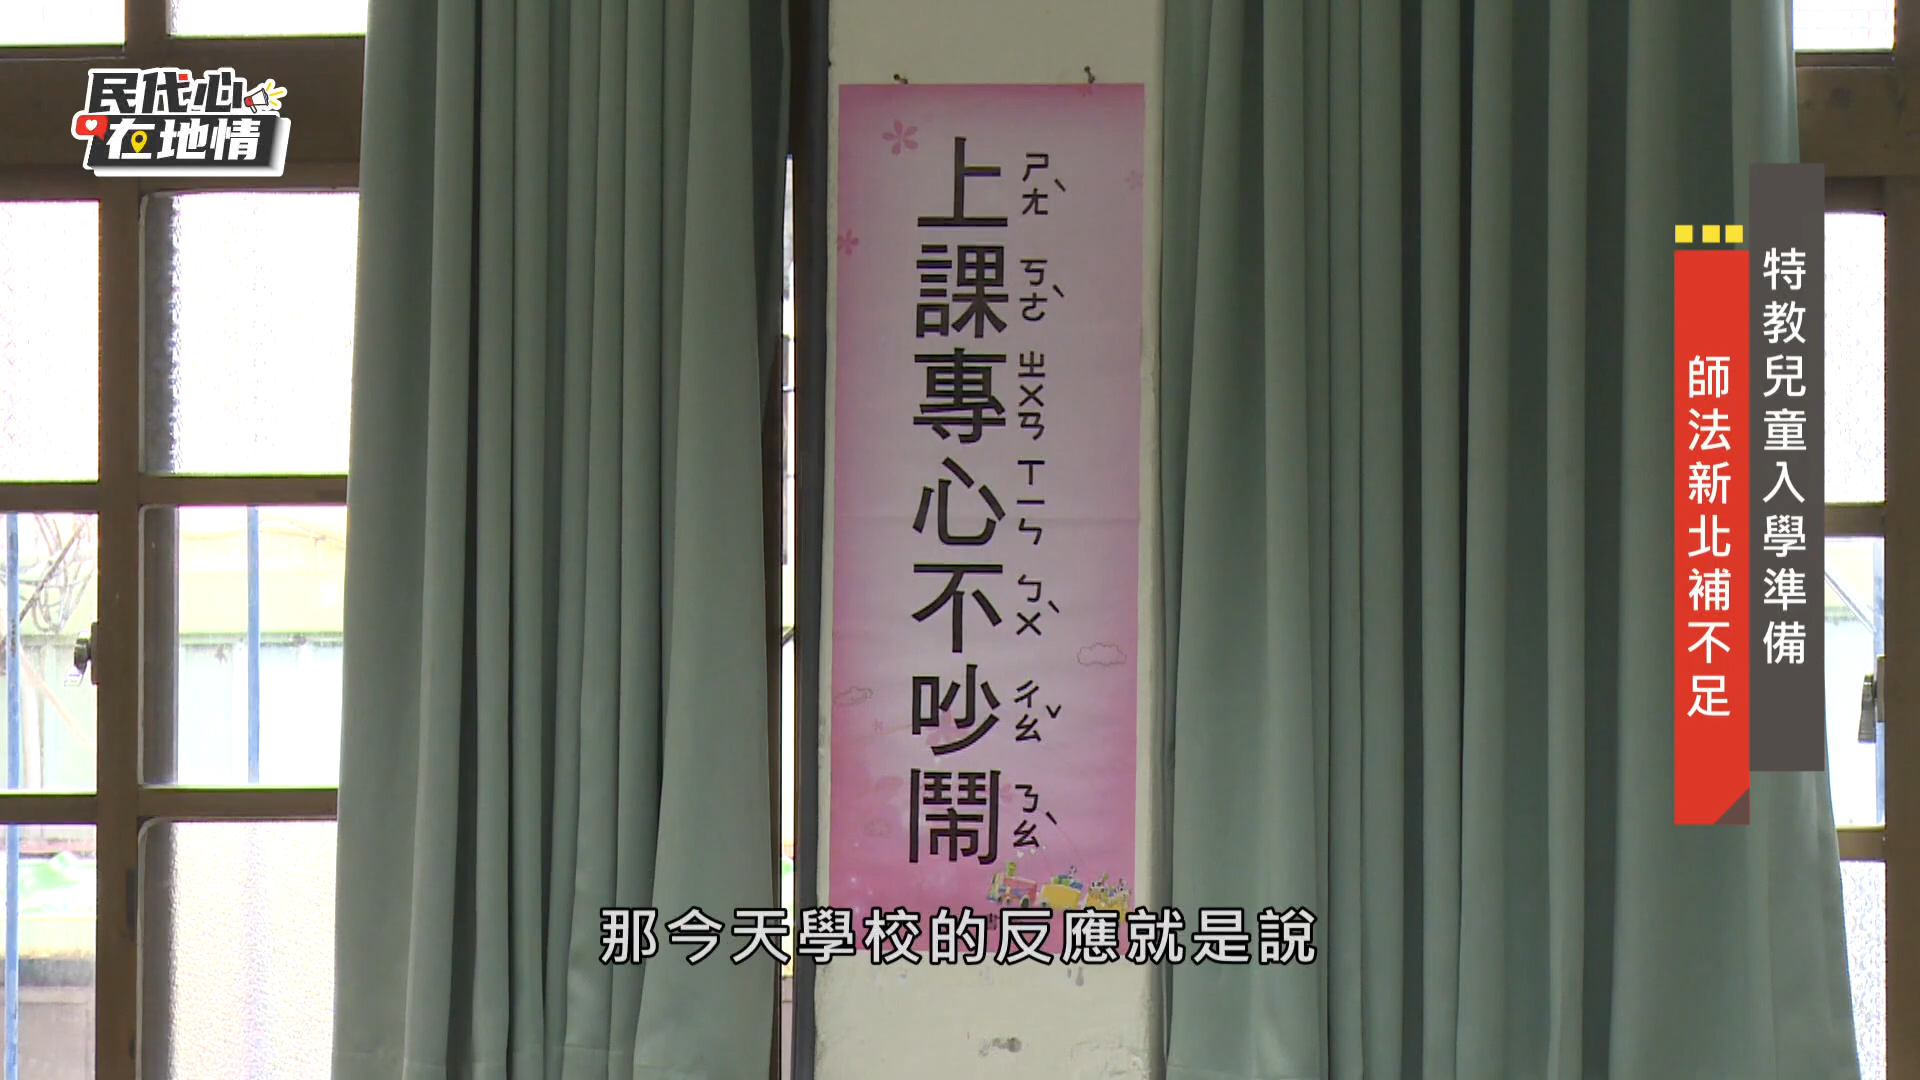 民代心
在地情
特教兒童入學準備
師法新北補不足
上課專心不吵鬧
ㄕㄤˋ ㄎㄜˋ ㄓㄨㄢ ㄒㄧㄣ ㄅㄨˋ ㄔㄠˇ ㄋㄠˋ
那今天學校的反應就是說